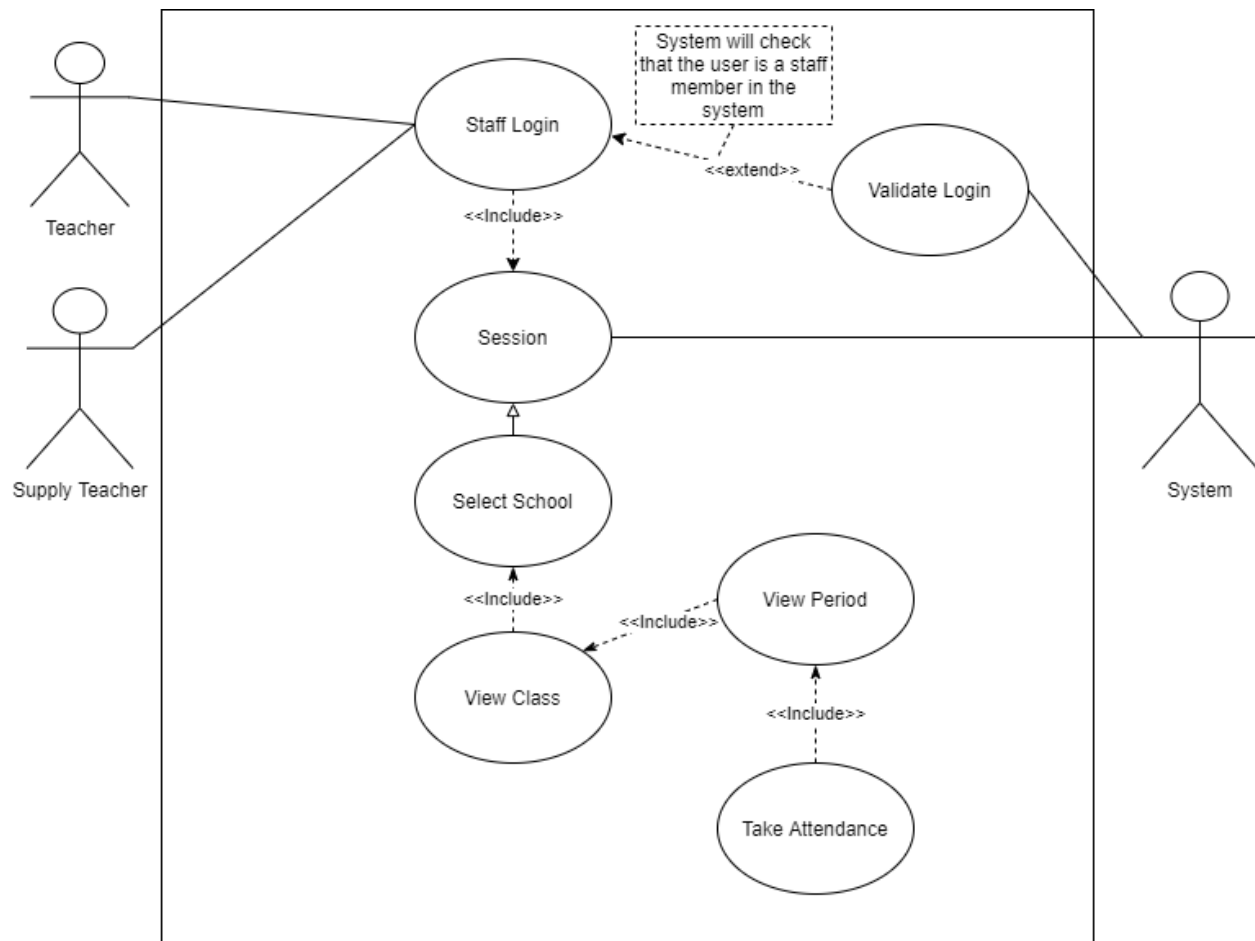 System will check
that the user is a staff
member in the
system
Staff Login
<<extend>>
Validate Login
Teacher
<<Include>>
Session
Supply Teacher
System
Select School
<<Include>>
View Period
<<Include>>
View Class
<<Include>>
Take Attendance